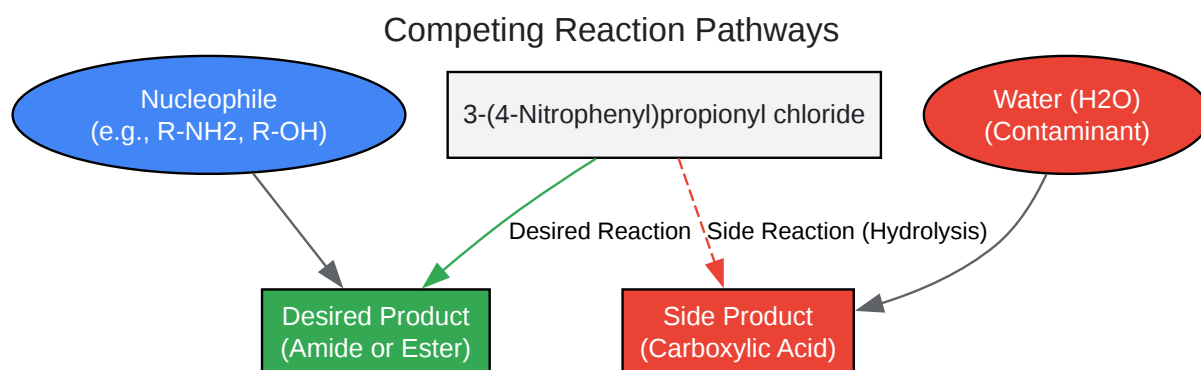 Competing Reaction Pathways
Nucleophile
(e.g., R-NH2, R-OH)
3-(4-Nitrophenyl)propionyl chloride
Water (H2O)
(Contaminant)
Desired Reaction
Side Reaction (Hydrolysis)
Desired Product
(Amide or Ester)
Side Product
(Carboxylic Acid)